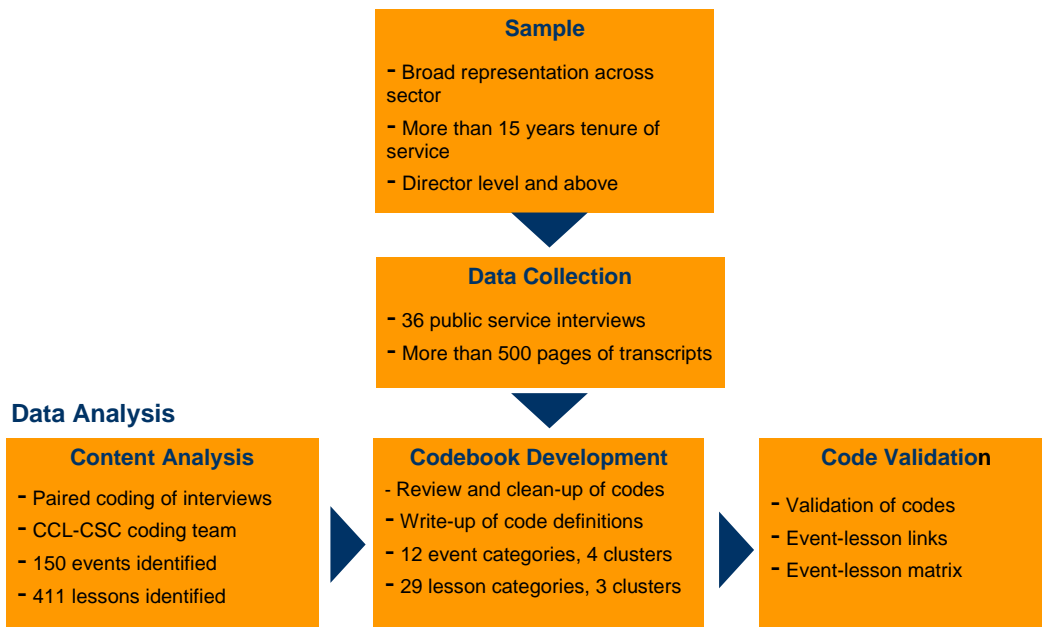 Sample
- Broad representation across
sector
- More than 15 years tenure of
service
- Director level and above
Data Collection
- 36 public service interviews
- More than 500 pages of transcripts
Data Analysis
Content Analysis
- Paired coding of interviews
- CCL-CSC coding team
- 150 events identified
- 411 lessons identified
Codebook Development
- Review and clean-up of codes
- Write-up of code definitions
- 12 event categories, 4 clusters
- 29 lesson categories, 3 clusters
Code Validation
- Validation of codes
- Event-lesson links
- Event-lesson matrix